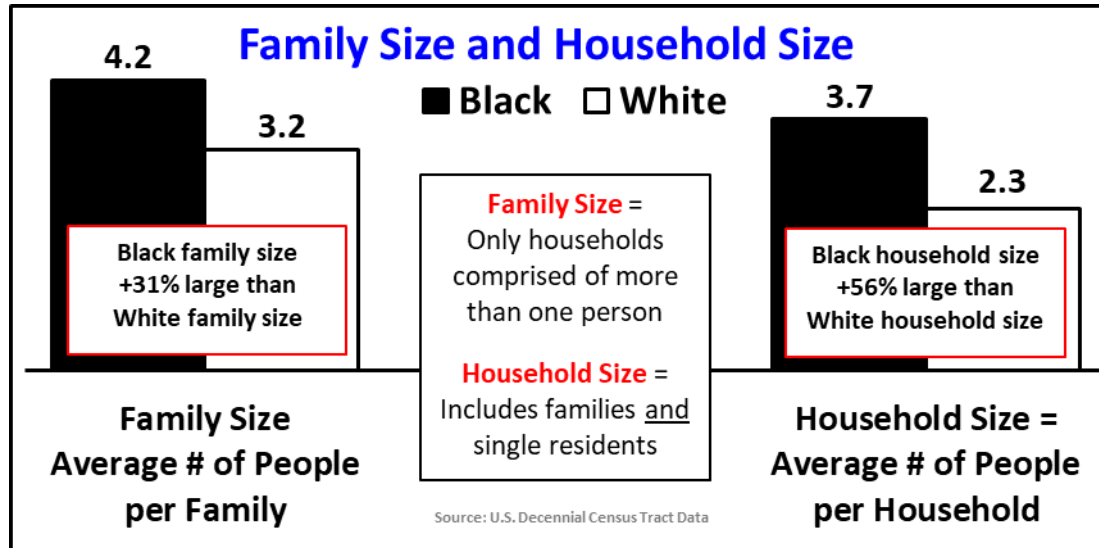 Family Size and Household Size
Black White
4.2
3.2
Black family size
+31% large than
White family size
Family Size
Average # of People
per Family
Family Size =
Only households
comprised of more
than one person
Household Size =
Includes families and
single residents
Source: U.S. Decennial Census Tract Data
3.7
2.3
Black household size
+56% large than
White household size
Household Size =
Average # of People
per Household